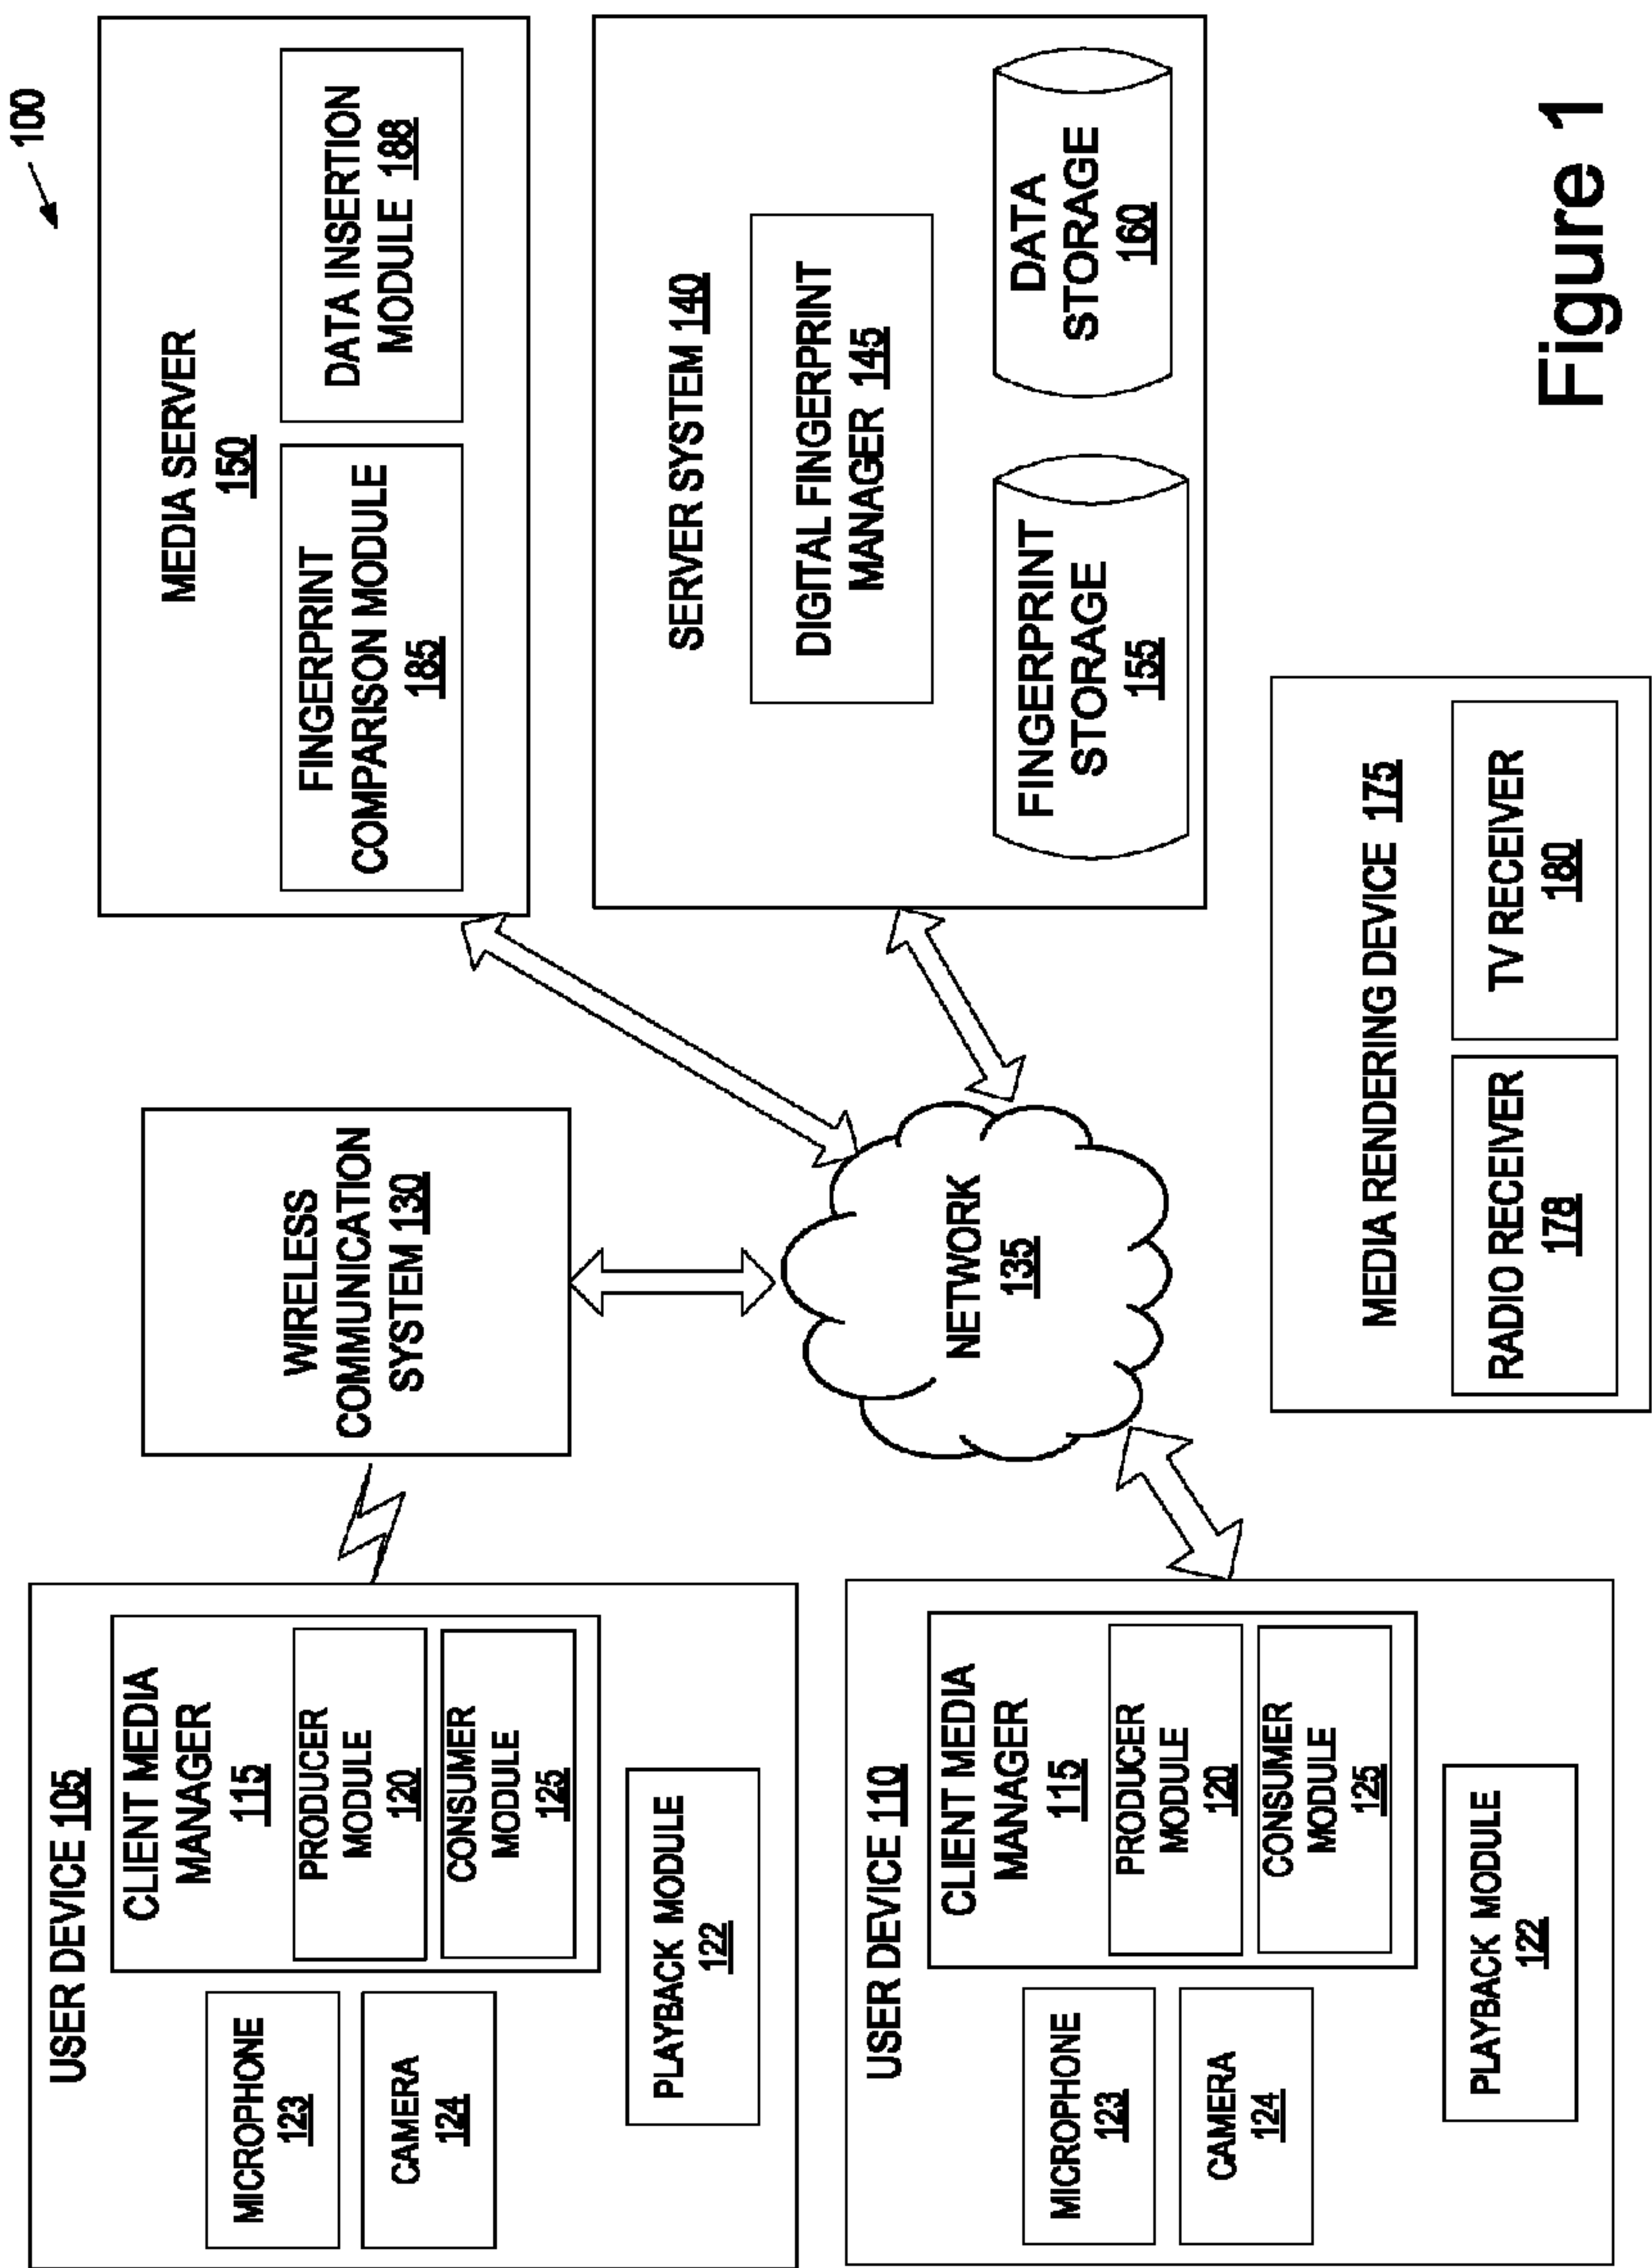 100
USER DEVICE 105
CLIENT MEDIA
MANAGER
115
PRODUCER
MODULE
120
CONSUMER
MODULE
125
MICROPHONE
123
CAMERA
124
PLAYBACK MODULE
122
WIRELESS
COMMUNICATION
SYSTEM 130
MEDIA SERVER
150
FINGERPRINT
COMPARISON MODULE
185
DATA INSERTION
MODULE 188
SERVER SYSTEM 140
DIGITAL FINGERPRINT
MANAGER 145
FINGERPRINT
STORAGE
155
DATA
STORAGE
160
NETWORK
135
USER DEVICE 110
CLIENT MEDIA
MANAGER
115
PRODUCER
MODULE
120
CONSUMER
MODULE
125
MICROPHONE
123
CAMERA
124
PLAYBACK MODULE
122
MEDIA RENDERING DEVICE 175
RADIO RECEIVER
178
TV RECEIVER
180
Figure 1